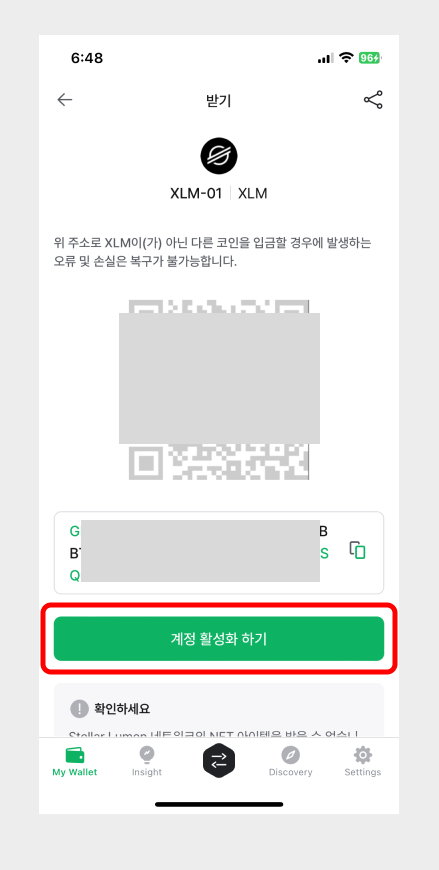 6:48
96
받기
XLM-01 XLM
위 주소로 XLM이(가) 아닌 다른 코인을 입금할 경우에 발생하는
오류 및 손실은 복구가 불가능합니다.
G B
B S
Q
계정 활성화 하기
확인하세요
Stellar Lumen 네트워크의 NFT 아이템을 받을 수 없습니
My Wallet Insight Discovery Settings